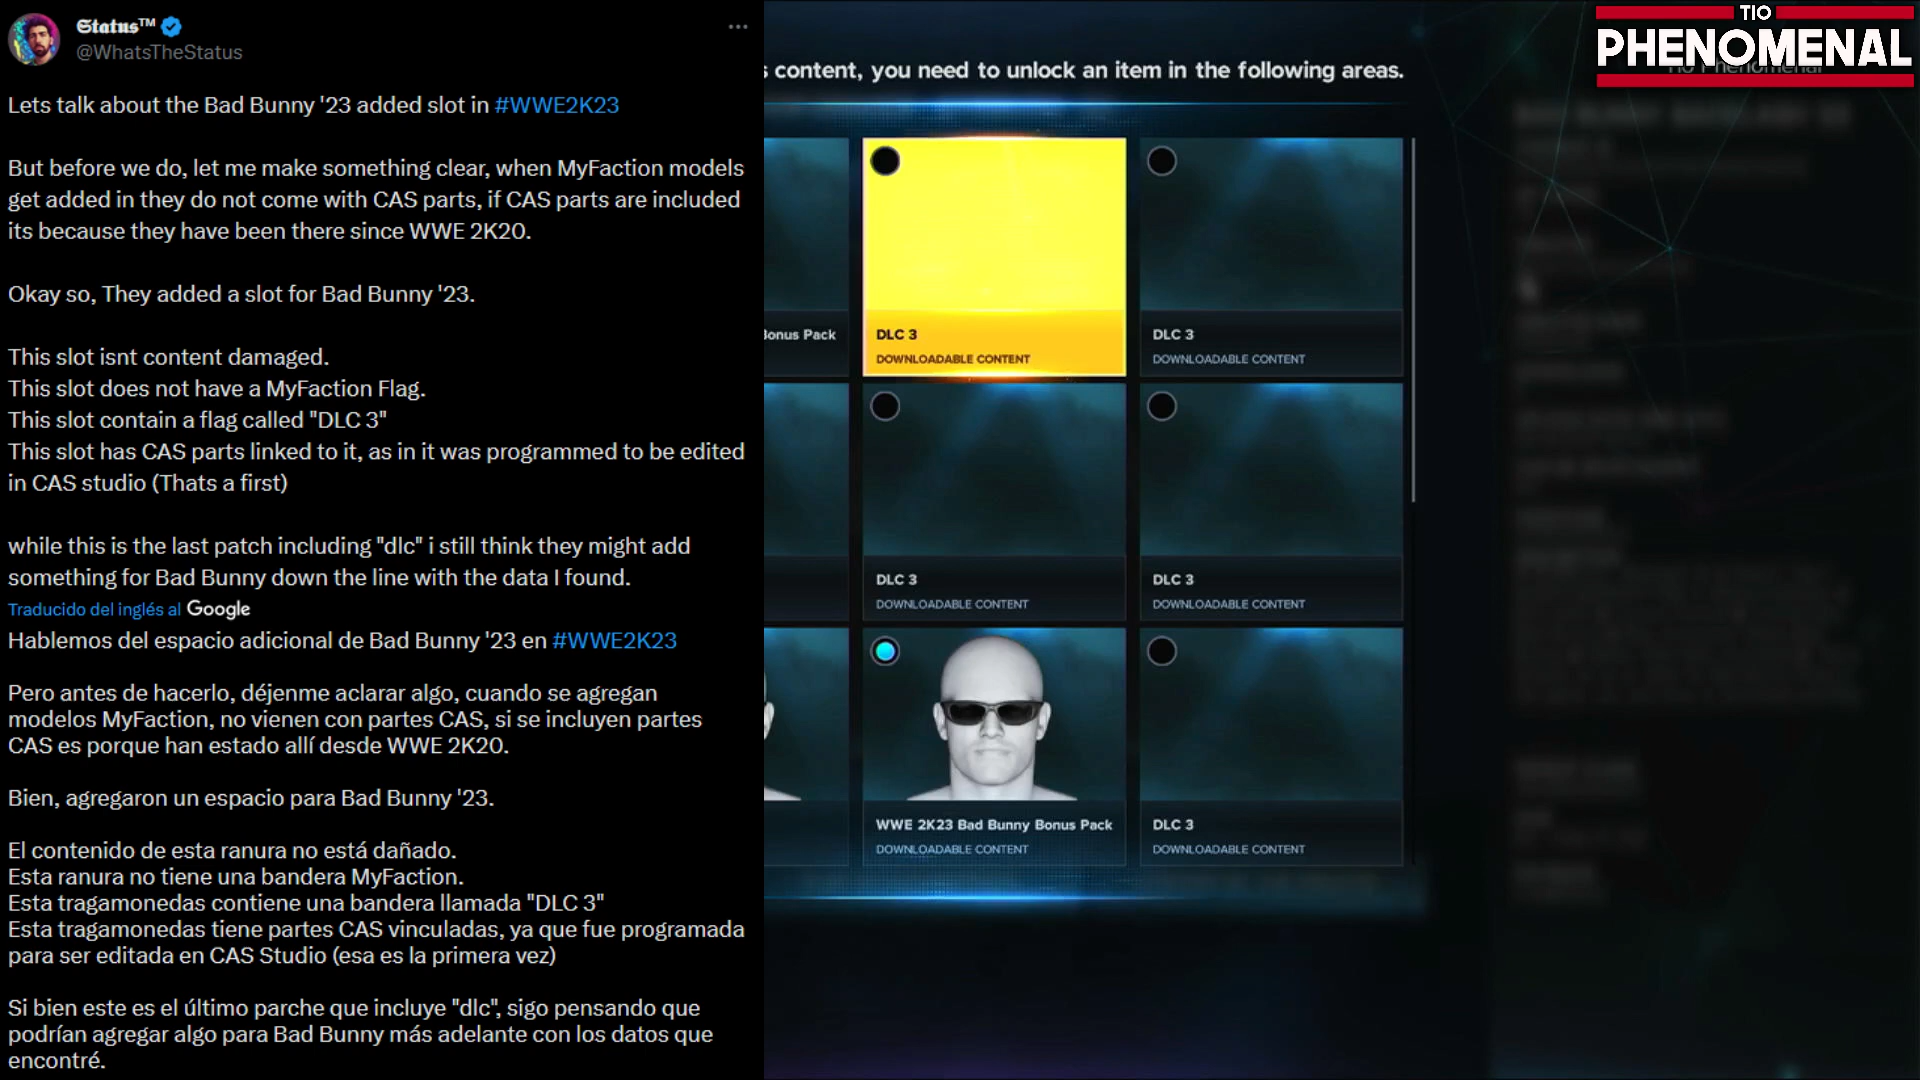 Status™
@WhatsTheStatus
Lets talk about the Bad Bunny '23 added slot in #WWE2K23
But before we do, let me make something clear, when MyFaction models
get added in they do not come with CAS parts, if CAS parts are included
its because they have been there since WWE 2K20.
Okay so, They added a slot for Bad Bunny '23.
This slot isnt content damaged.
This slot does not have a MyFaction Flag.
This slot contain a flag called "DLC 3"
This slot has CAS parts linked to it, as in it was programmed to be edited
in CAS studio (Thats a first)
while this is the last patch including "dlc" i still think they might add
something for Bad Bunny down the line with the data I found.
Traducido del inglés al Google
Hablemos del espacio adicional de Bad Bunny '23 en #WWE2K23
Pero antes de hacerlo, déjenme aclarar algo, cuando se agregan
modelos MyFaction, no vienen con partes CAS, si se incluyen partes
CAS es porque han estado allí desde WWE 2K20.
Bien, agregaron un espacio para Bad Bunny '23.
El contenido de esta ranura no está dañado.
Esta ranura no tiene una bandera MyFaction.
Esta tragamonedas contiene una bandera llamada "DLC 3"
Esta tragamonedas tiene partes CAS vinculadas, ya que fue programada
para ser editada en CAS Studio (esa es la primera vez)
Si bien este es el último parche que incluye "dlc", sigo pensando que
podrían agregar algo para Bad Bunny más adelante con los datos que
encontré.
s content, you need to unlock an item in the following areas.
Bonus Pack
DLC 3
DOWNLOADABLE CONTENT
DLC 3
DOWNLOADABLE CONTENT
DLC 3
DOWNLOADABLE CONTENT
DLC 3
DOWNLOADABLE CONTENT
WWE 2K23 Bad Bunny Bonus Pack
DOWNLOADABLE CONTENT
DLC 3
DOWNLOADABLE CONTENT
TIO
PHENOMENAL
Tio Phenomenal